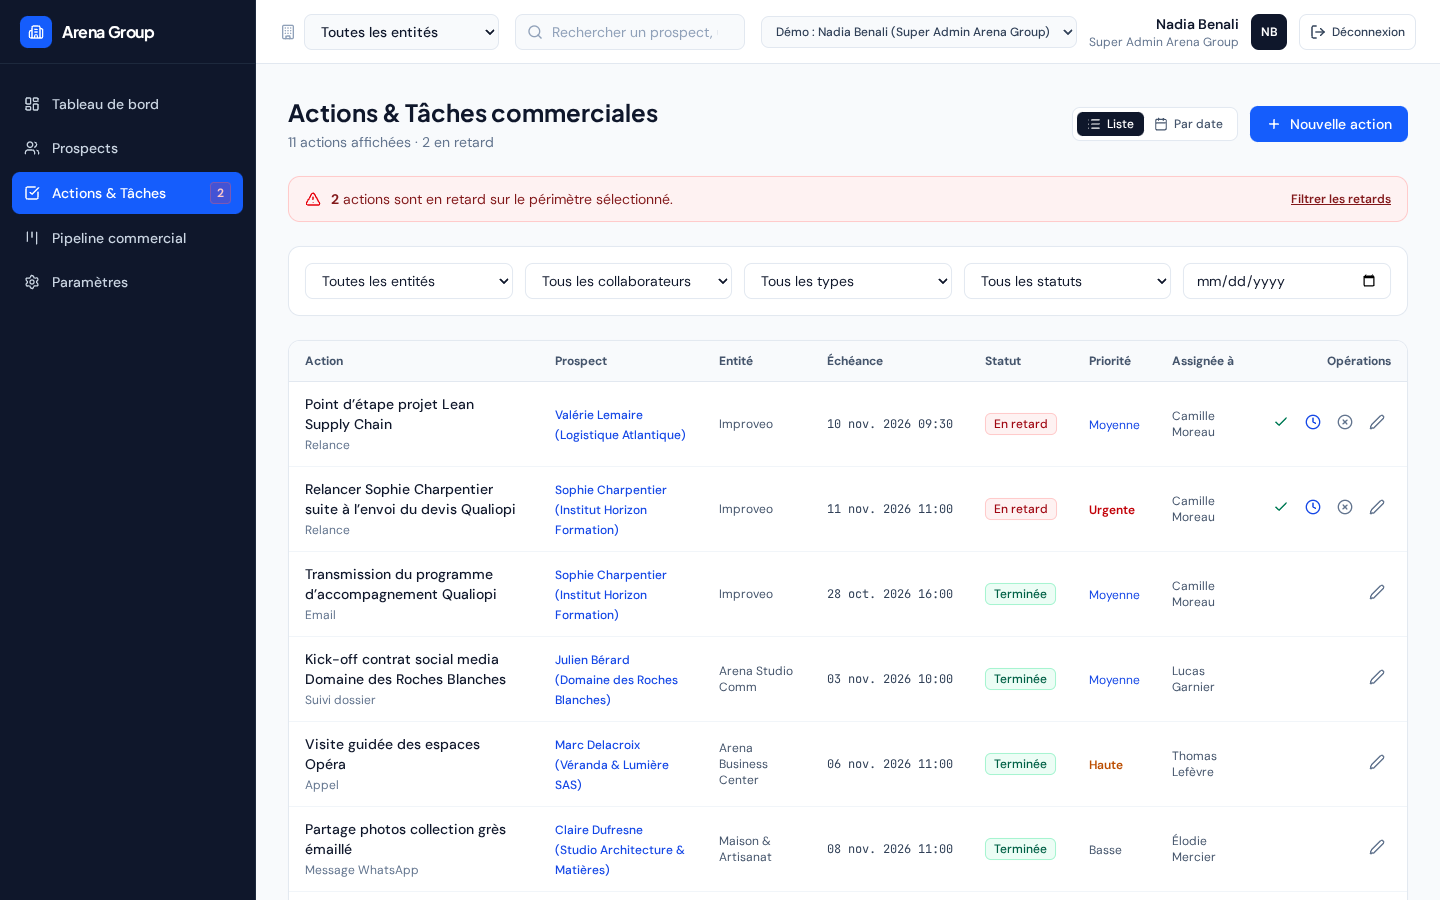 Arena Group
Toutes les entités
Rechercher un prospect,
Démo : Nadia Benali (Super Admin Arena Group)
Nadia Benali
Super Admin Arena Group
NB
Déconnexion
Tableau de bord
Prospects
Actions & Tâches
2
Pipeline commercial
Paramètres
Actions & Tâches commerciales
11 actions affichées · 2 en retard
Liste
Par date
Nouvelle action
2 actions sont en retard sur le périmètre sélectionné.
Filtrer les retards
Toutes les entités
Tous les collaborateurs
Tous les types
Tous les statuts
mm/dd/yyyy
Action
Prospect
Entité
Échéance
Statut
Priorité
Assignée à
Opérations
Point d’étape projet Lean
Supply Chain
Relance
Valérie Lemaire
(Logistique Atlantique)
Improveo
10 nov. 2026 09:30
En retard
Moyenne
Camille
Moreau
Relancer Sophie Charpentier
suite à l’envoi du devis Qualiopi
Relance
Sophie Charpentier
(Institut Horizon
Formation)
Improveo
11 nov. 2026 11:00
En retard
Urgente
Camille
Moreau
Transmission du programme
d’accompagnement Qualiopi
Email
Sophie Charpentier
(Institut Horizon
Formation)
Improveo
28 oct. 2026 16:00
Terminée
Moyenne
Camille
Moreau
Kick-off contrat social media
Domaine des Roches Blanches
Suivi dossier
Julien Bérard
(Domaine des Roches
Blanches)
Arena Studio
Comm
03 nov. 2026 10:00
Terminée
Moyenne
Lucas
Garnier
Visite guidée des espaces
Opéra
Appel
Marc Delacroix
(Véranda & Lumière
SAS)
Arena
Business
Center
06 nov. 2026 11:00
Terminée
Haute
Thomas
Lefèvre
Partage photos collection grès
émaillé
Message WhatsApp
Claire Dufresne
(Studio Architecture &
Matières)
Maison &
Artisanat
08 nov. 2026 11:00
Terminée
Basse
Élodie
Mercier